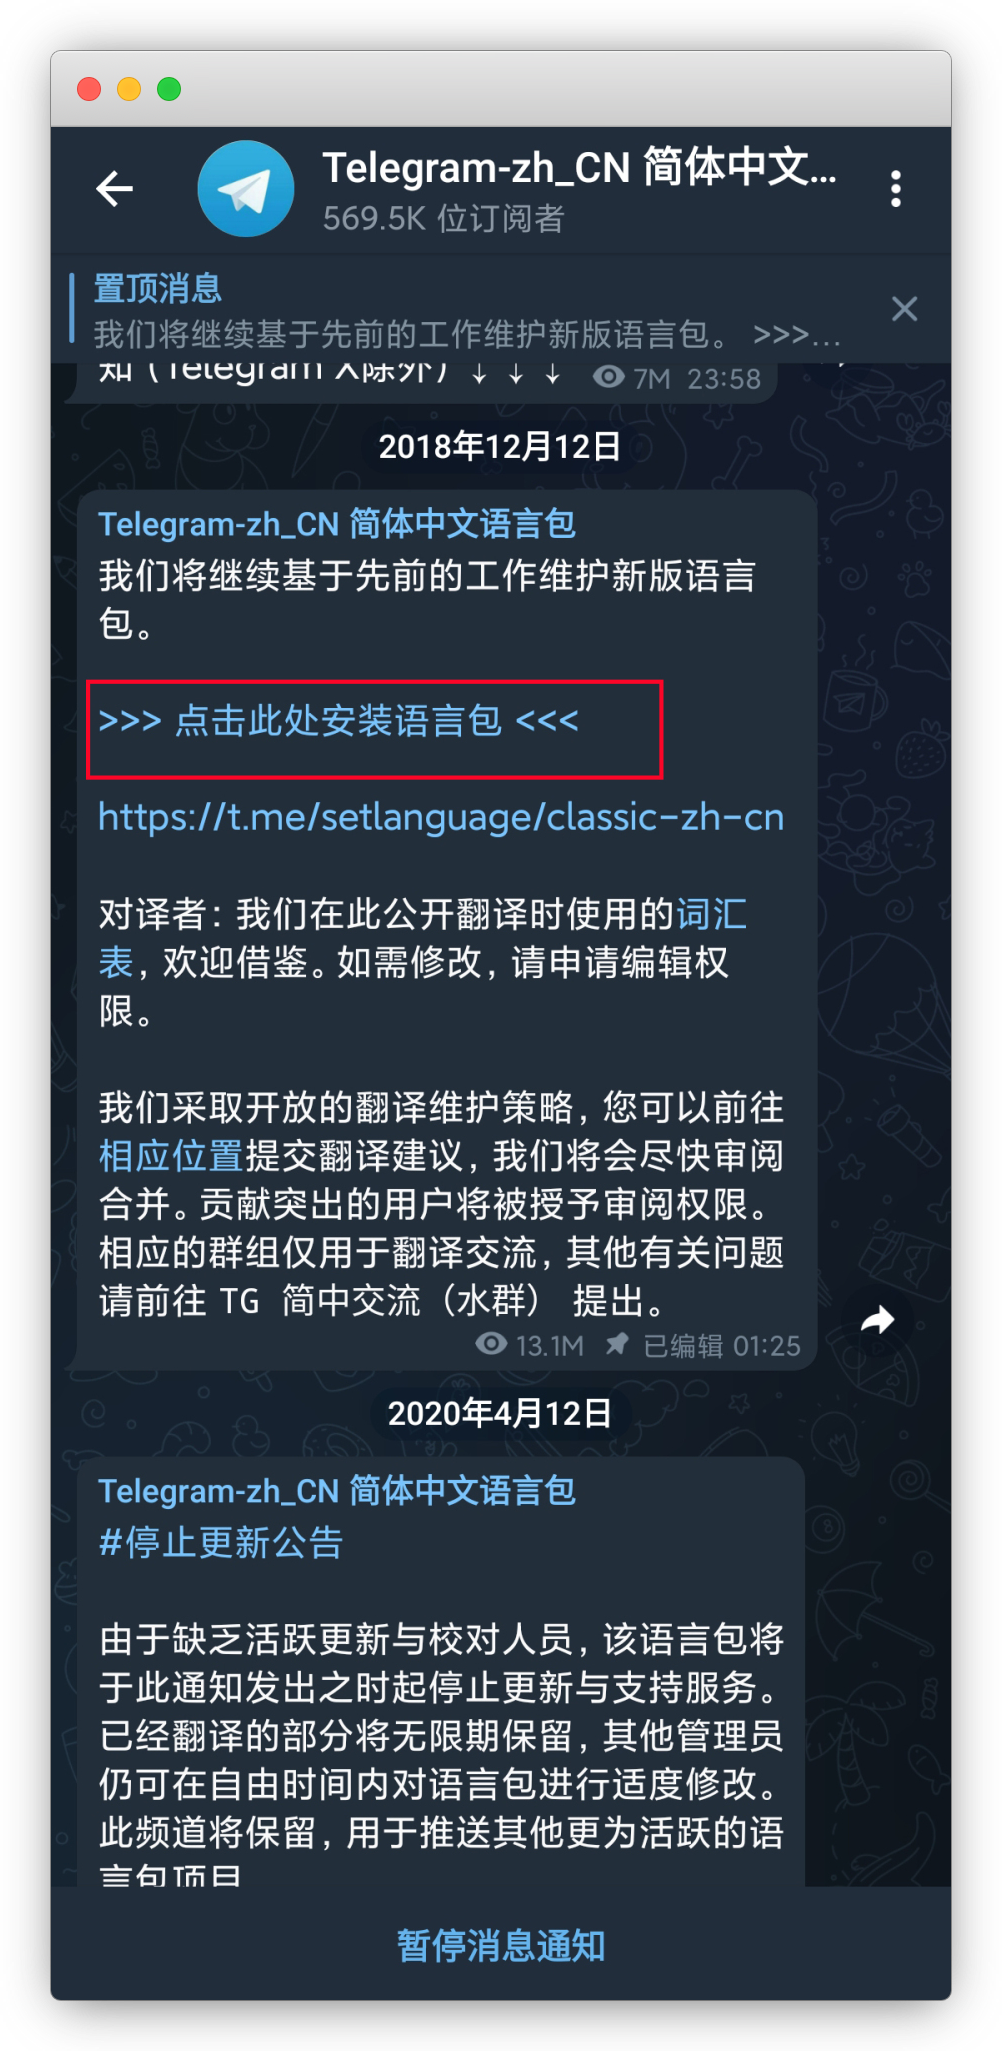 Telegram-zh_CN 简体中文...
569.5K 位订阅者
置顶消息
我们将继续基于先前的工作维护新版语言包。 >>>...
知 (Telegram X除外) ↓ ↓ ↓ 7M 23:58
2018年12月12日
Telegram-zh_CN 简体中文语言包
我们将继续基于先前的工作维护新版语言
包。
>>> 点击此处安装语言包 <<<
https://t.me/setlanguage/classic-zh-cn
对译者: 我们在此公开翻译时使用的词汇
表, 欢迎借鉴。如需修改, 请申请编辑权
限。
我们采取开放的翻译维护策略, 您可以前往
相应位置提交翻译建议, 我们将会尽快审阅
合并。贡献突出的用户将被授予审阅权限。
相应的群组仅用于翻译交流, 其他有关问题
请前往 TG 简中交流（水群） 提出。
13.1M 已编辑 01:25
2020年4月12日
Telegram-zh_CN 简体中文语言包
#停止更新公告
由于缺乏活跃更新与校对人员, 该语言包将
于此通知发出之时起停止更新与支持服务。
已经翻译的部分将无限期保留, 其他管理员
仍可在自由时间内对语言包进行适度修改。
此频道将保留, 用于推送其他更为活跃的语
言包项目
暂停消息通知